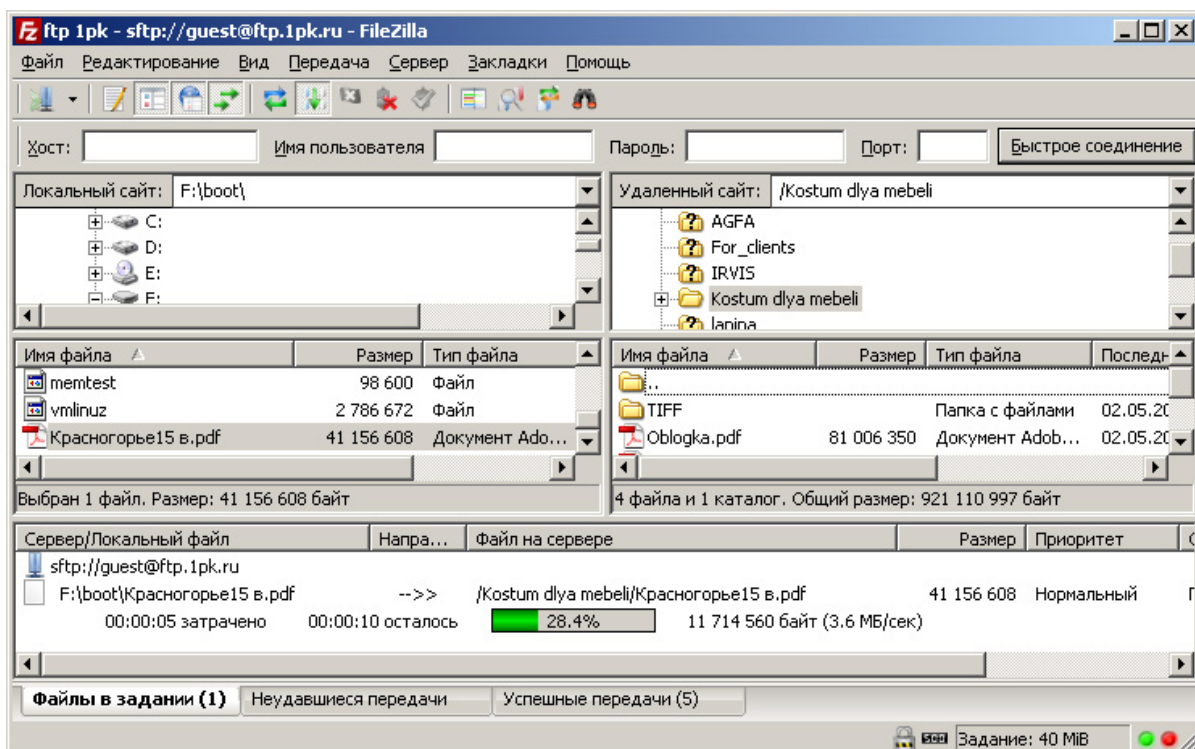 ftp 1pk - sftp://guest@ftp.1pk.ru - FileZilla
Файл Редактирование Вид Передача Сервер Закладки Помощь
Хост: Имя пользователя Пароль: Порт: Быстрое соединение
Локальный сайт: F:\boot\
C:
D:
E:
F:
Удаленный сайт: /Kostum dlya mebeli
AGFA
For_clients
IRVIS
Kostum dlya mebeli
lanina
Имя файла Размер Тип файла
memtest 98 600 Файл
vmlinuz 2 786 672 Файл
Красногорье15 в.pdf 41 156 608 Документ Ado...
Выбран 1 файл. Размер: 41 156 608 байт
Имя файла Размер Тип файла Последн
..
TIFF Папка с файлами 02.05.20
Oblogka.pdf 81 006 350 Документ Adob... 02.05.20
4 файла и 1 каталог. Общий размер: 921 110 997 байт
Сервер/Локальный файл Напра... Файл на сервере Размер Приоритет
sftp://guest@ftp.1pk.ru
F:\boot\Красногорье15 в.pdf -->> /Kostum dlya mebeli/Красногорье15 в.pdf 41 156 608 Нормальный
00:00:05 затрачено 00:00:10 осталось 28.4% 11 714 560 байт (3.6 МБ/сек)
Файлы в задании (1) Неудавшиеся передачи Успешные передачи (5)
Задание: 40 MiB